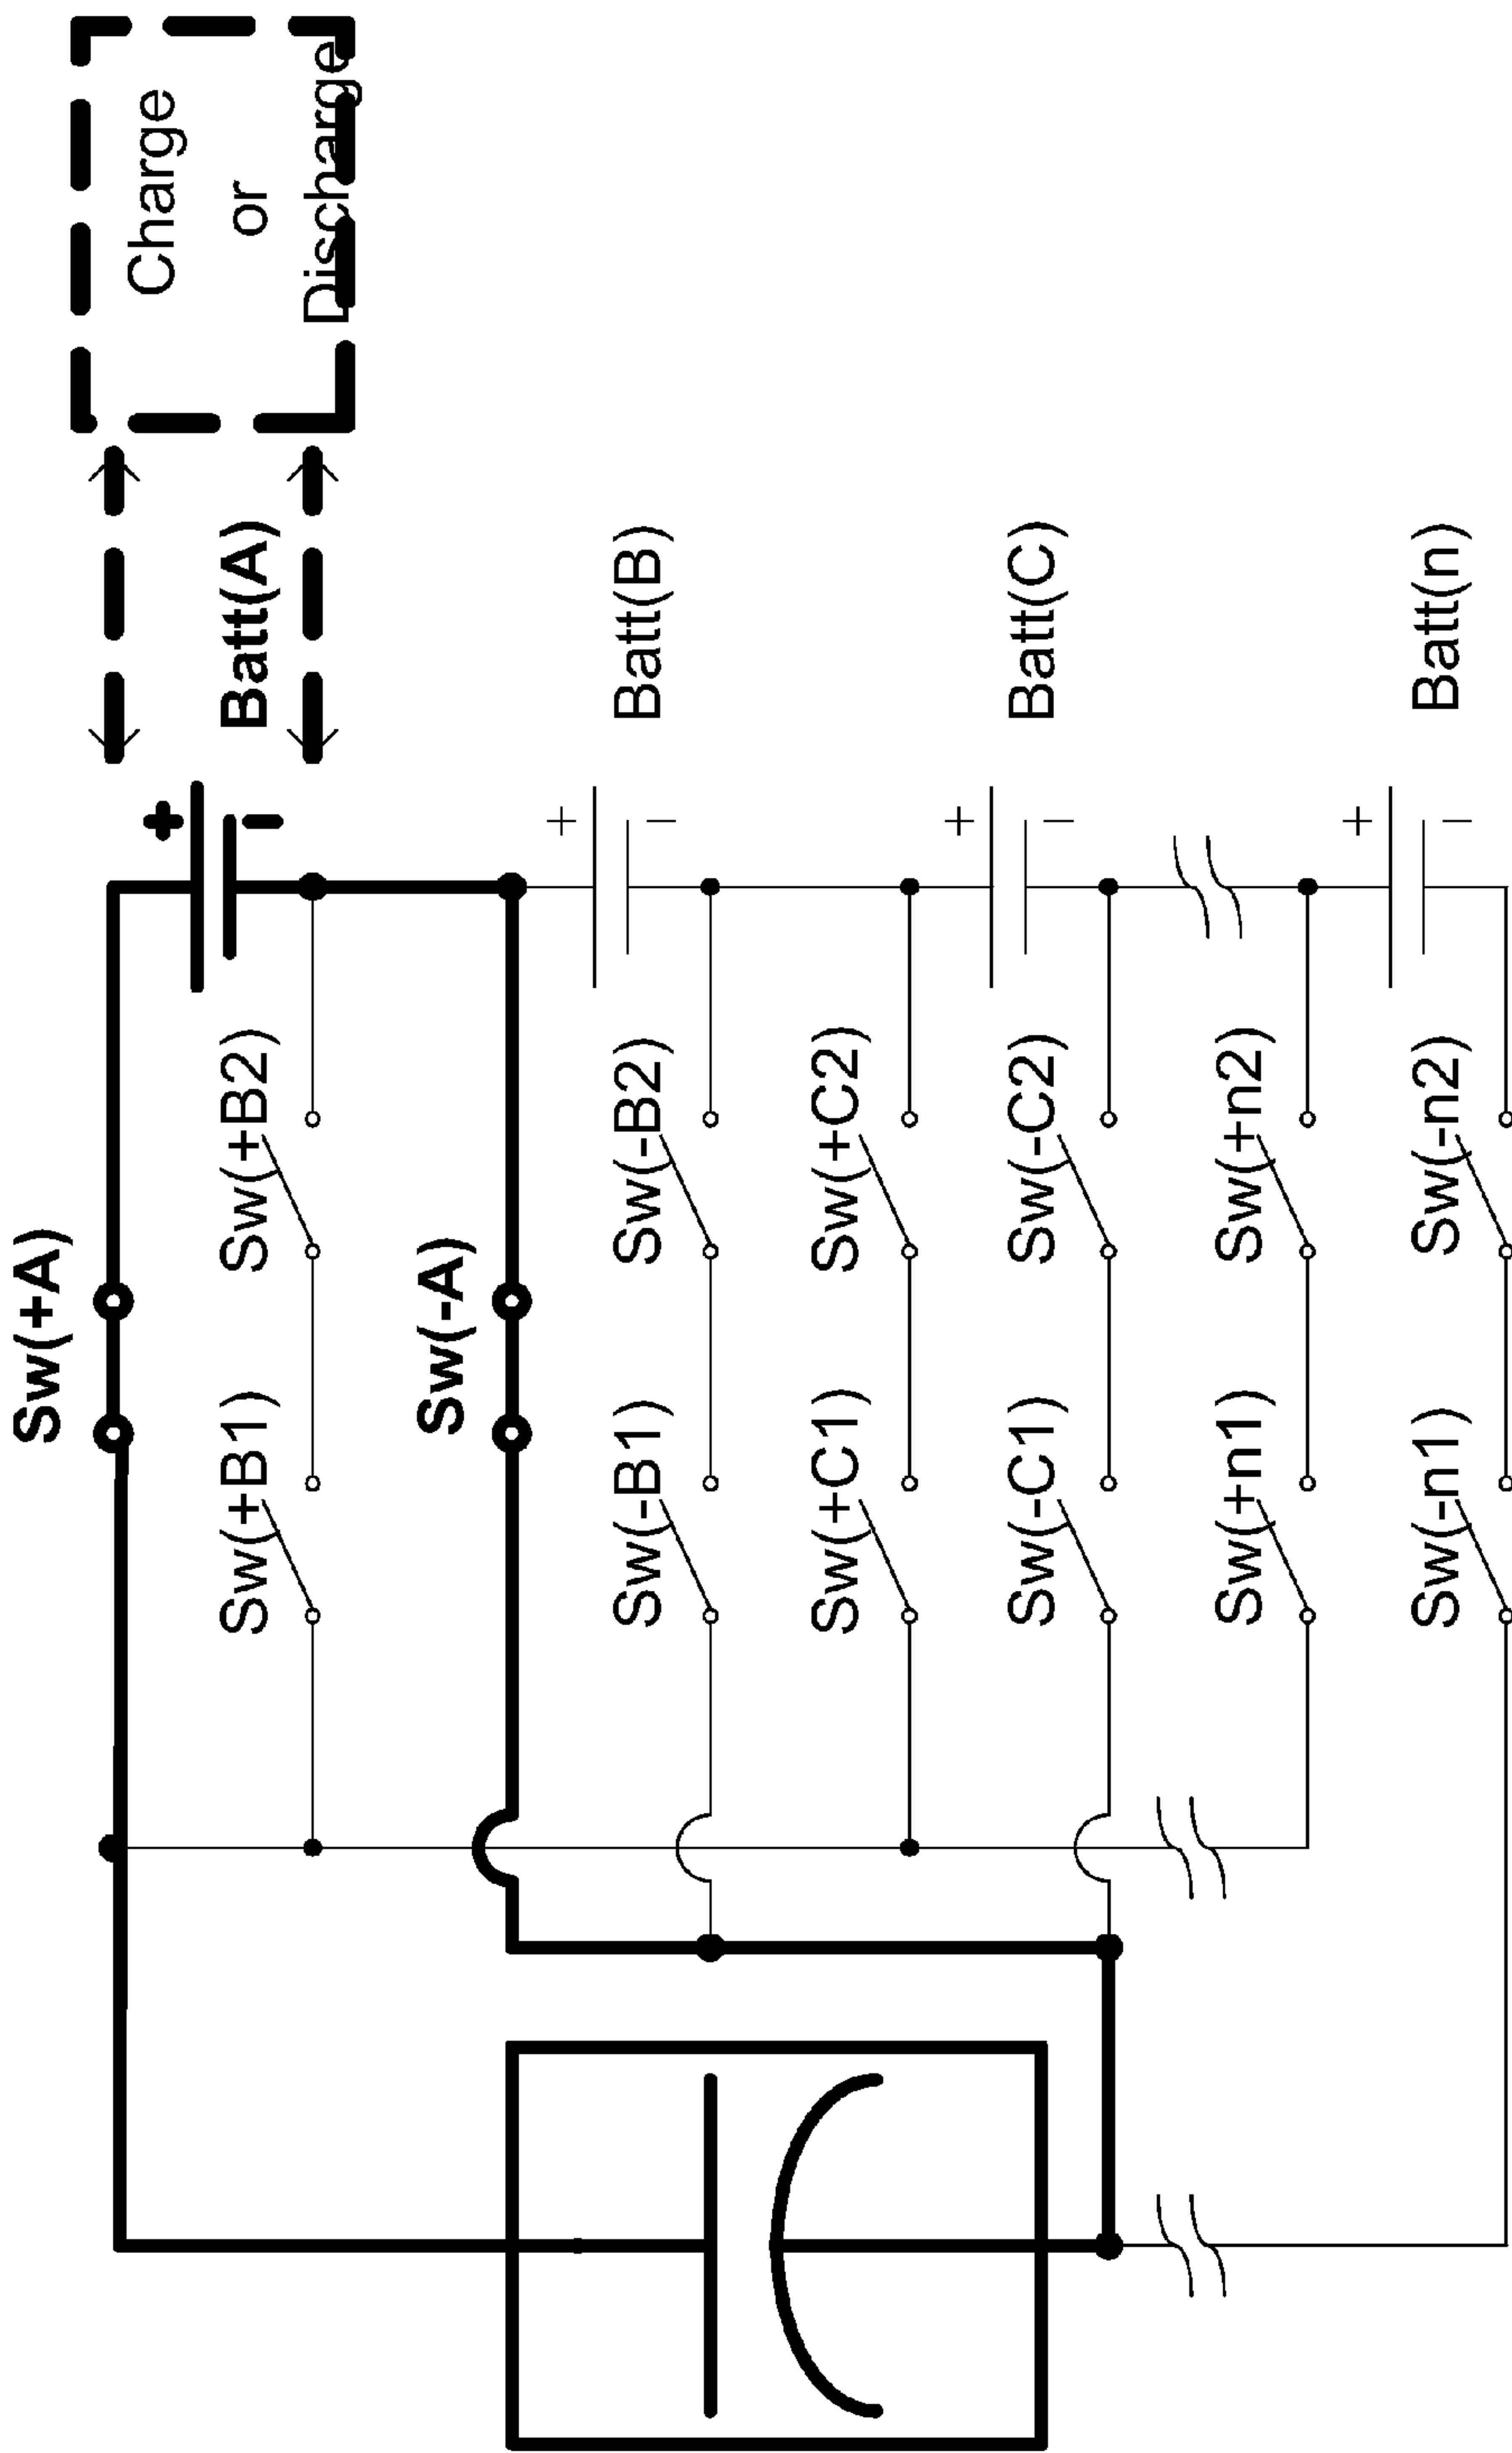 Sw(+A)
Charge
or
Discharge
+
Sw(+B1) Sw(+B2) Batt(A)
-
Sw(-A)
+
Sw(-B1) Sw(-B2) Batt(B)
-
Sw(+C1) Sw(+C2)
+
Sw(-C1) Sw(-C2) Batt(C)
-
Sw(+n1) Sw(+n2)
+
Sw(-n1) Sw(-n2) Batt(n)
-